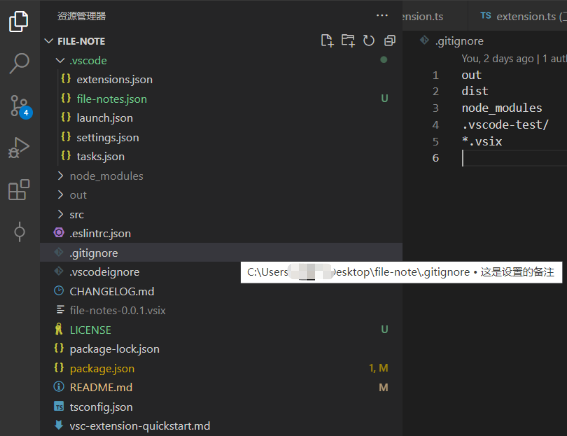 资源管理器
FILE-NOTE
.vscode
extensions.json
file-notes.json U
launch.json
settings.json
tasks.json
node_modules
out
src
.eslintrc.json
.gitignore
.vscodeignore
CHANGELOG.md
file-notes-0.0.1.vsix
LICENSE U
package-lock.json
package.json 1, M
README.md M
tsconfig.json
vsc-extension-quickstart.md
4
TS
extension.ts TS extension.ts (工
.gitignore
You, 2 days ago | 1 auth
1 out
2 dist
3 node_modules
4 .vscode-test/
5 *.vsix
6
C:\Users esktop\file-note\.gitignore • 这是设置的备注